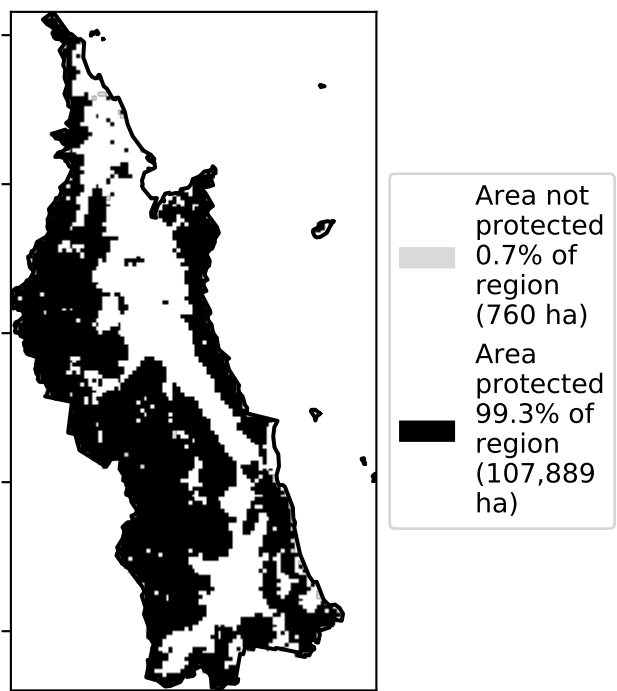 Area not
protected
0.7% of
region
(760 ha)
Area
protected
99.3% of
region
(107,889
ha)